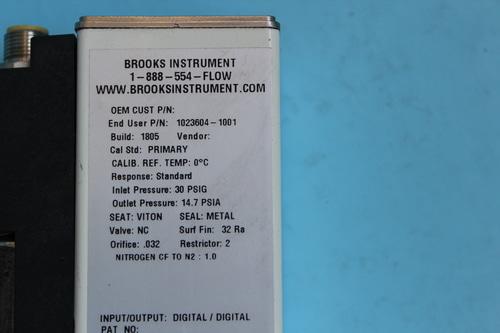 BROOKS INSTRUMENT
1-888-554-FLOW
WWW.BROOKSINSTRUMENT.COM
OEM CUST P/N:
End User P/N: 1023604-1001
Build: 1805 Vendor:
Cal Std: PRIMARY
CALIB. REF. TEMP: 0°C
Response: Standard
Inlet Pressure: 30 PSIG
Outlet Pressure: 14.7 PSIA
SEAT: VITON SEAL: METAL
Valve: NC Surf Fin: 32 Ra
Orifice: .032 Restrictor: 2
NITROGEN CF TO N2 : 1.0
INPUT/OUTPUT: DIGITAL / DIGITAL
PAT NO: